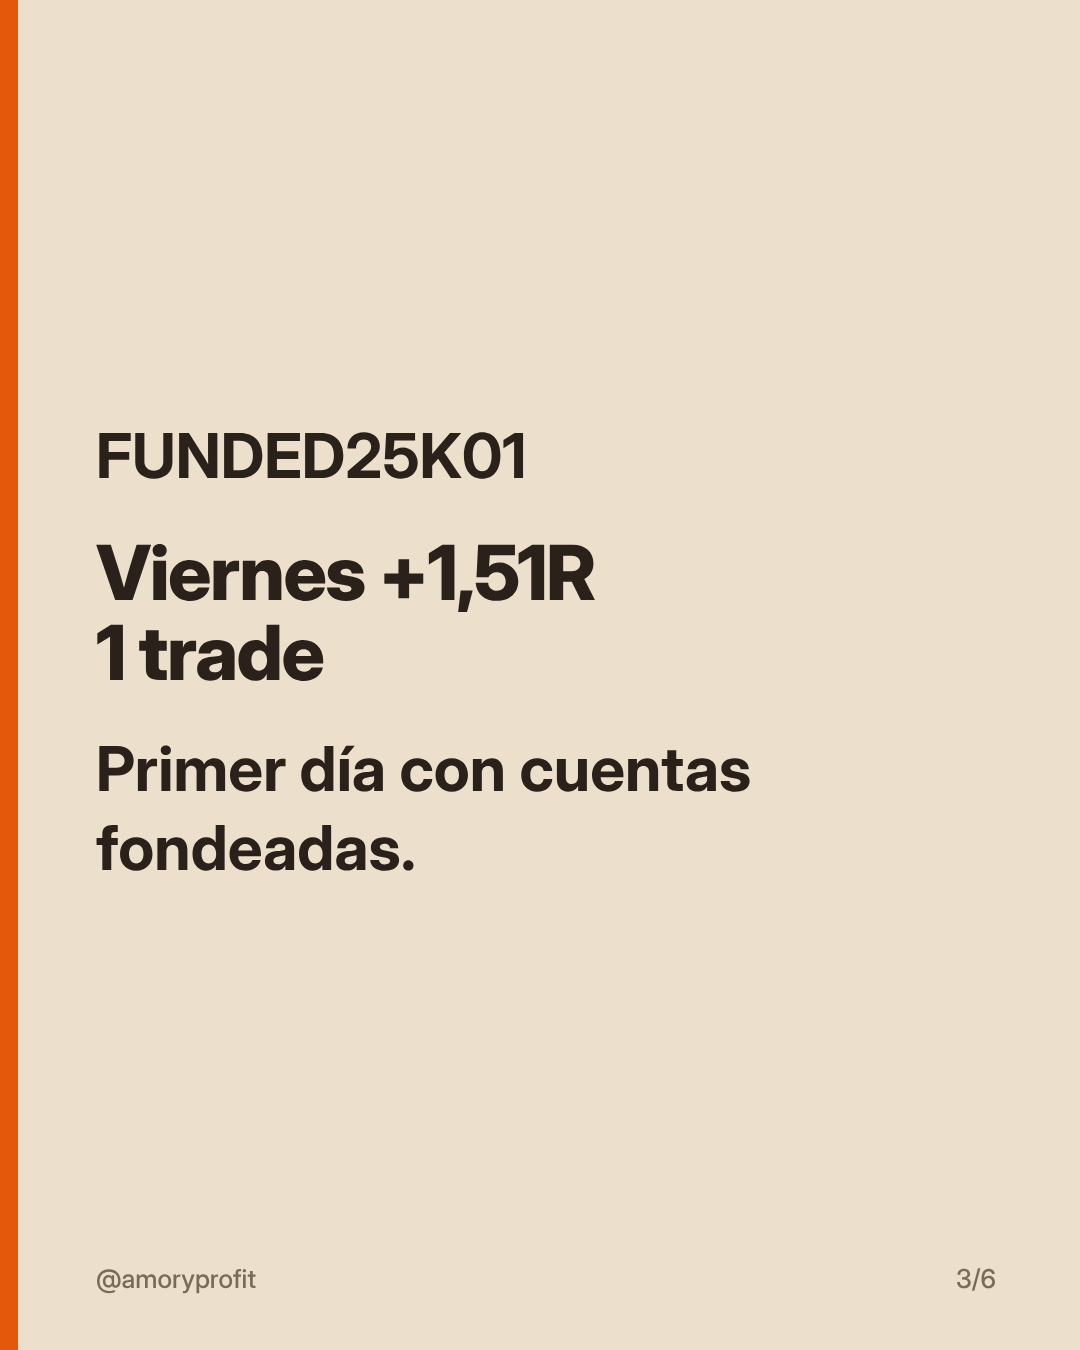 FUNDED25K01
Viernes +1,51R
1 trade
Primer día con cuentas
fondeadas.
@amoryprofit
3/6